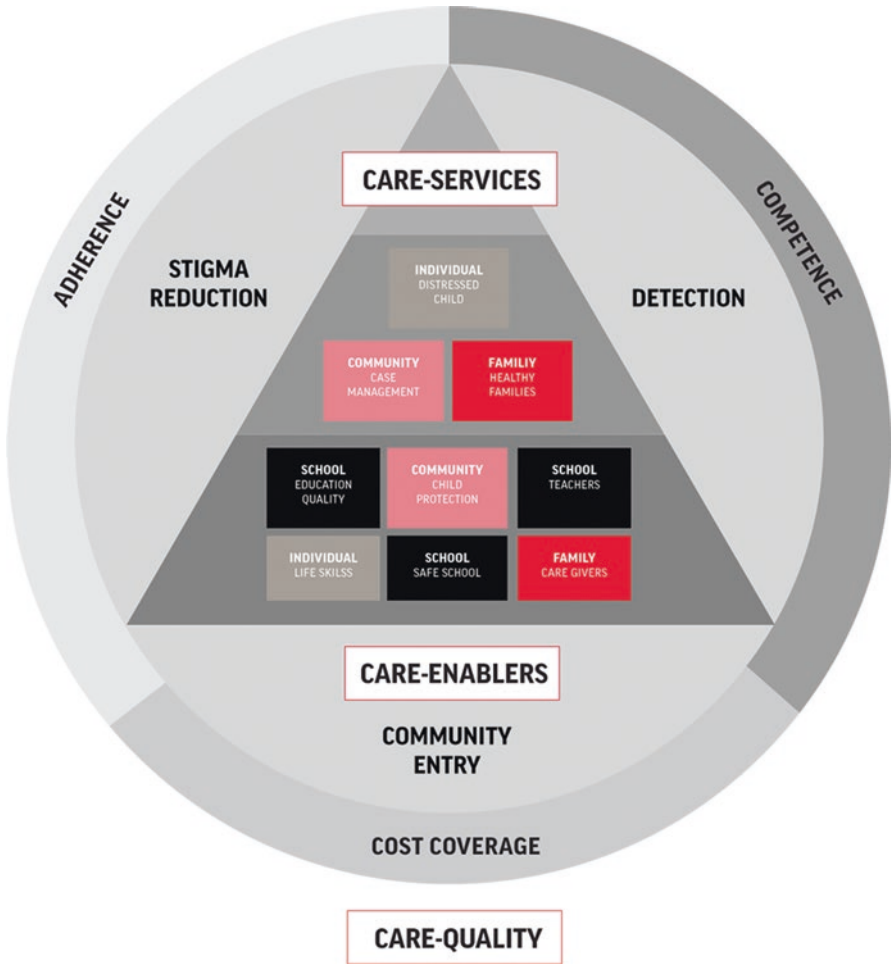 CARE-SERVICES
ADHERENCE
COMPETENCE
STIGMA
REDUCTION
DETECTION
INDIVIDUAL
DISTRESSED
CHILD
COMMUNITY
CASE
MANAGEMENT
FAMILIY
HEALTHY
FAMILIES
SCHOOL
EDUCATION
QUALITY
COMMUNITY
CHILD
PROTECTION
SCHOOL
TEACHERS
INDIVIDUAL
LIFE SKILSS
SCHOOL
SAFE SCHOOL
FAMILY
CARE GIVERS
CARE-ENABLERS
COMMUNITY
ENTRY
COST COVERAGE
CARE-QUALITY